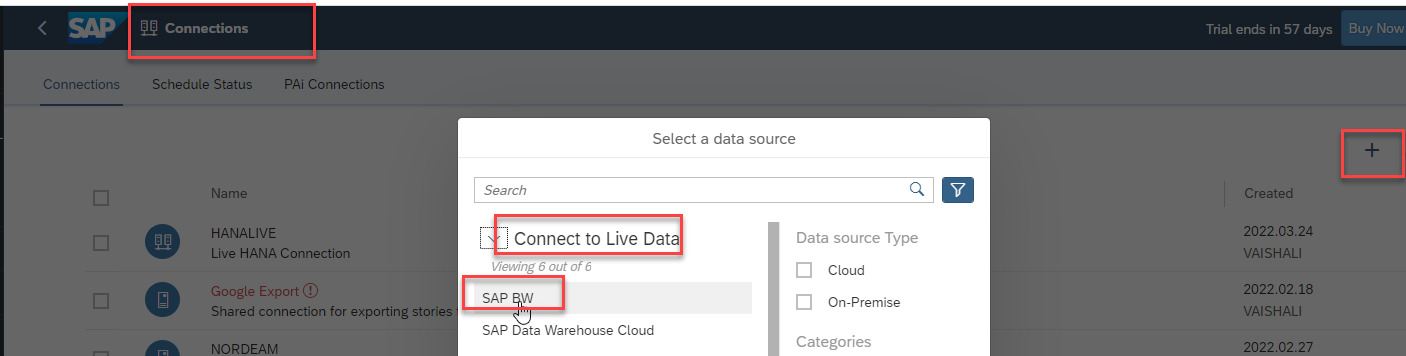 SAP Connections
Trial ends in 57 days Buy Now
Connections Schedule Status PAi Connections
Select a data source
Search
Name
Created
Connect to Live Data
Data source Type
HANALIVE
2022.03.24
Live HANA Connection
VAISHALI
Viewing 6 out of 6
Cloud
Google Export
2022.02.18
SAP BW
On-Premise
Shared connection for exporting stories
VAISHALI
SAP Data Warehouse Cloud
Categories
NORDEAM
2022.02.27